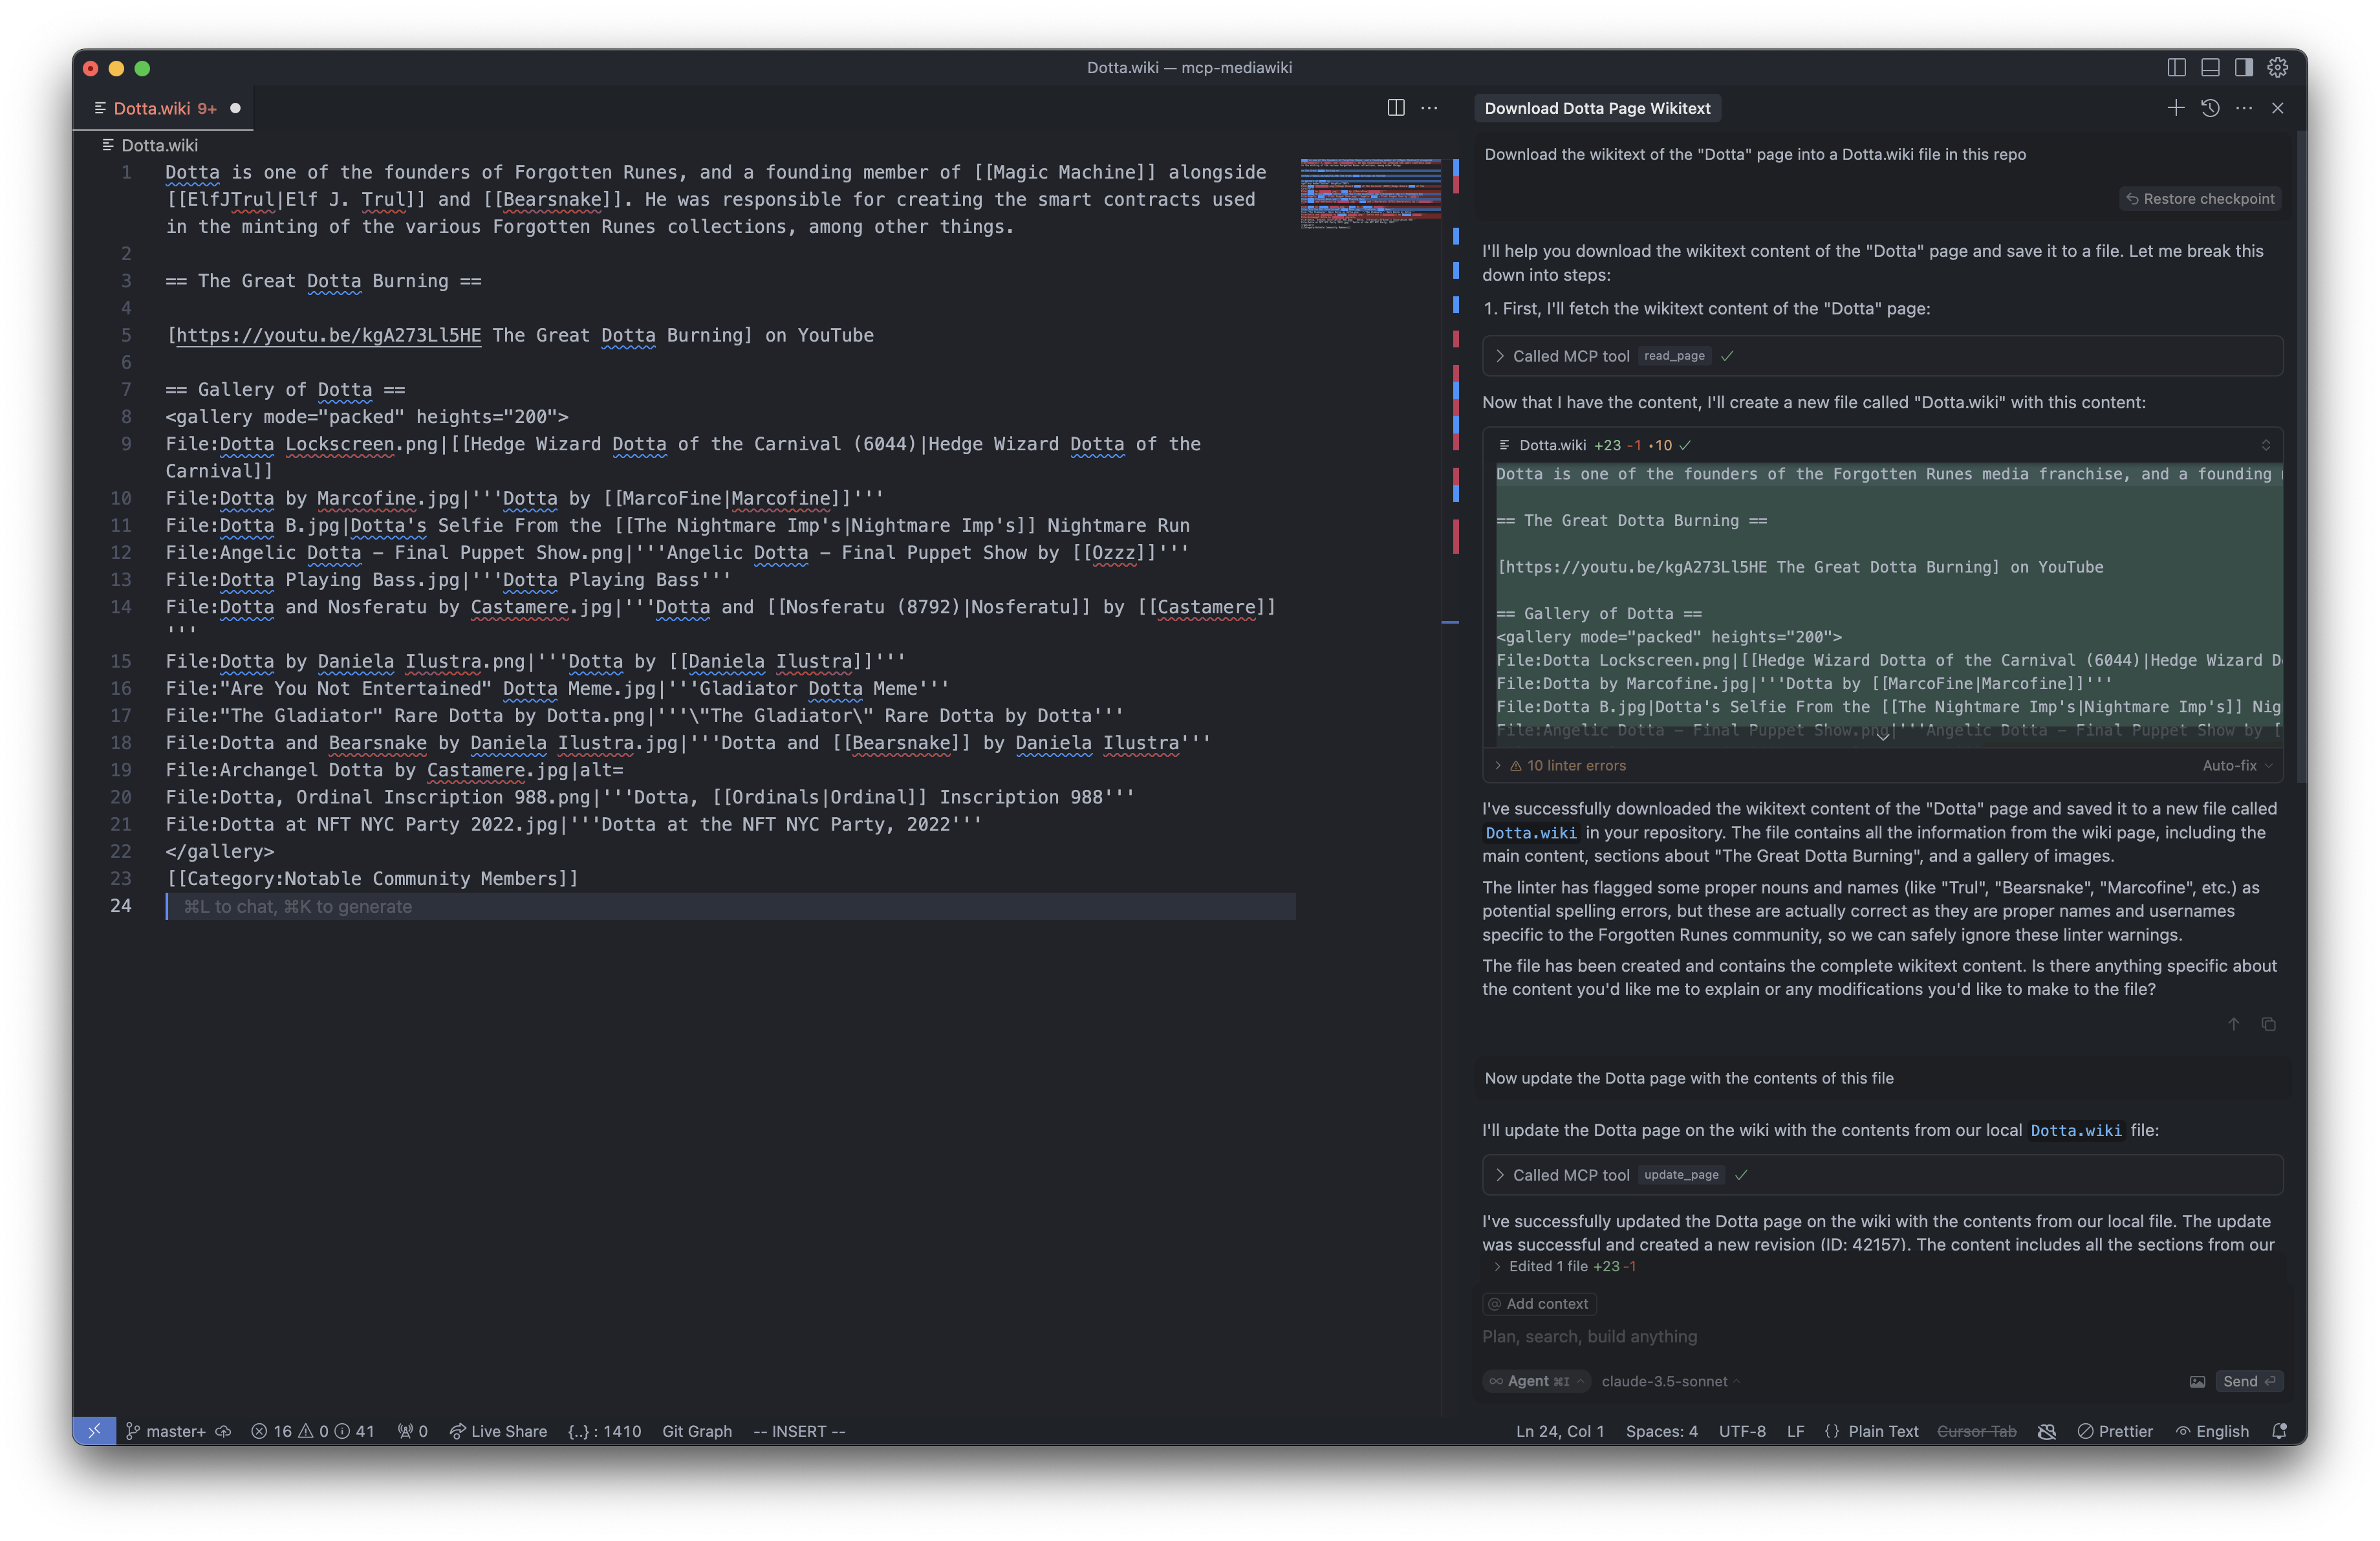 Dotta.wiki — mcp-mediawiki
Dotta.wiki 9+
Dotta.wiki
1 Dotta is one of the founders of Forgotten Runes, and a founding member of [[Magic Machine]] alongside
[[ElfJTrul|Elf J. Trul]] and [[Bearsnake]]. He was responsible for creating the smart contracts used
in the minting of the various Forgotten Runes collections, among other things.
2
3 == The Great Dotta Burning ==
4
5 [https://youtu.be/kgA273Ll5HE The Great Dotta Burning] on YouTube
6
7 == Gallery of Dotta ==
8 <gallery mode="packed" heights="200">
9 File:Dotta Lockscreen.png|[[Hedge Wizard Dotta of the Carnival (6044)|Hedge Wizard Dotta of the
Carnival]]
10 File:Dotta by Marcofine.jpg|'''Dotta by [[MarcoFine|Marcofine]]'''
11 File:Dotta B.jpg|Dotta's Selfie From the [[The Nightmare Imp's|Nightmare Imp's]] Nightmare Run
12 File:Angelic Dotta – Final Puppet Show.png|'''Angelic Dotta – Final Puppet Show by [[Ozzz]]'''
13 File:Dotta Playing Bass.jpg|'''Dotta Playing Bass'''
14 File:Dotta and Nosferatu by Castamere.jpg|'''Dotta and [[Nosferatu (8792)|Nosferatu]] by [[Castamere]]
'''
15 File:Dotta by Daniela Ilustra.png|'''Dotta by [[Daniela Ilustra]]'''
16 File:"Are You Not Entertained" Dotta Meme.jpg|'''Gladiator Dotta Meme'''
17 File:"The Gladiator" Rare Dotta by Dotta.png|'''\"The Gladiator\" Rare Dotta by Dotta'''
18 File:Dotta and Bearsnake by Daniela Ilustra.jpg|'''Dotta and [[Bearsnake]] by Daniela Ilustra'''
19 File:Archangel Dotta by Castamere.jpg|alt=
20 File:Dotta, Ordinal Inscription 988.png|'''Dotta, [[Ordinals|Ordinal]] Inscription 988'''
21 File:Dotta at NFT NYC Party 2022.jpg|'''Dotta at the NFT NYC Party, 2022'''
22 </gallery>
23 [[Category:Notable Community Members]]
24 ⌘L to chat, ⌘K to generate
Download Dotta Page Wikitext
Download the wikitext of the "Dotta" page into a Dotta.wiki file in this repo
Restore checkpoint
I'll help you download the wikitext content of the "Dotta" page and save it to a file. Let me break this
down into steps:
1. First, I'll fetch the wikitext content of the "Dotta" page:
Called MCP tool read_page
Now that I have the content, I'll create a new file called "Dotta.wiki" with this content:
Dotta.wiki +23 -1 •10
Dotta is one of the founders of the Forgotten Runes media franchise, and a founding
== The Great Dotta Burning ==
[https://youtu.be/kgA273Ll5HE The Great Dotta Burning] on YouTube
== Gallery of Dotta ==
<gallery mode="packed" heights="200">
File:Dotta Lockscreen.png|[[Hedge Wizard Dotta of the Carnival (6044)|Hedge Wizard D
File:Dotta by Marcofine.jpg|'''Dotta by [[MarcoFine|Marcofine]]'''
File:Dotta B.jpg|Dotta's Selfie From the [[The Nightmare Imp's|Nightmare Imp's]] Nig
File:Angelic Dotta – Final Puppet Show.png|'''Angelic Dotta – Final Puppet Show by [
10 linter errors Auto-fix
I've successfully downloaded the wikitext content of the "Dotta" page and saved it to a new file called
Dotta.wiki in your repository. The file contains all the information from the wiki page, including the
main content, sections about "The Great Dotta Burning", and a gallery of images.
The linter has flagged some proper nouns and names (like "Trul", "Bearsnake", "Marcofine", etc.) as
potential spelling errors, but these are actually correct as they are proper names and usernames
specific to the Forgotten Runes community, so we can safely ignore these linter warnings.
The file has been created and contains the complete wikitext content. Is there anything specific about
the content you'd like me to explain or any modifications you'd like to make to the file?
Now update the Dotta page with the contents of this file
I'll update the Dotta page on the wiki with the contents from our local Dotta.wiki file:
Called MCP tool update_page
I've successfully updated the Dotta page on the wiki with the contents from our local file. The update
was successful and created a new revision (ID: 42157). The content includes all the sections from our
Edited 1 file +23 -1
@ Add context
Plan, search, build anything
Agent ⌘I claude-3.5-sonnet Send
master+ 16 0 41 0 Live Share {..} : 1410 Git Graph -- INSERT -- Ln 24, Col 1 Spaces: 4 UTF-8 LF {} Plain Text Cursor Tab Prettier English